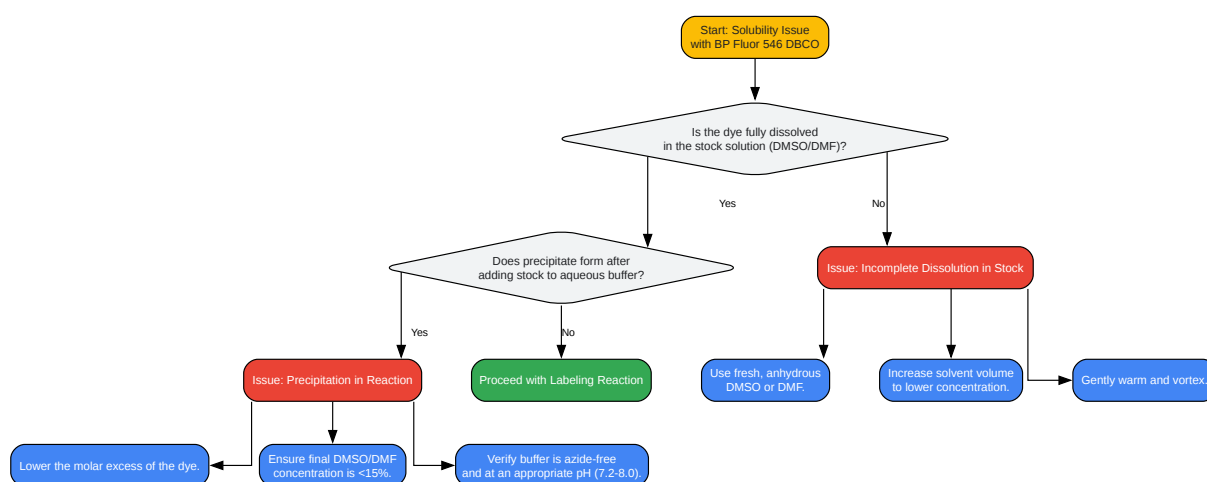 Start: Solubility Issue
with BP Fluor 546 DBCO
Is the dye fully dissolved
in the stock solution (DMSO/DMF)?
Yes
No
Does precipitate form after
adding stock to aqueous buffer?
Issue: Incomplete Dissolution in Stock
Yes
No
Issue: Precipitation in Reaction
Proceed with Labeling Reaction
Use fresh, anhydrous
DMSO or DMF.
Increase solvent volume
to lower concentration.
Gently warm and vortex.
Lower the molar excess of the dye.
Ensure final DMSO/DMF
concentration is <15%.
Verify buffer is azide-free
and at an appropriate pH (7.2-8.0).